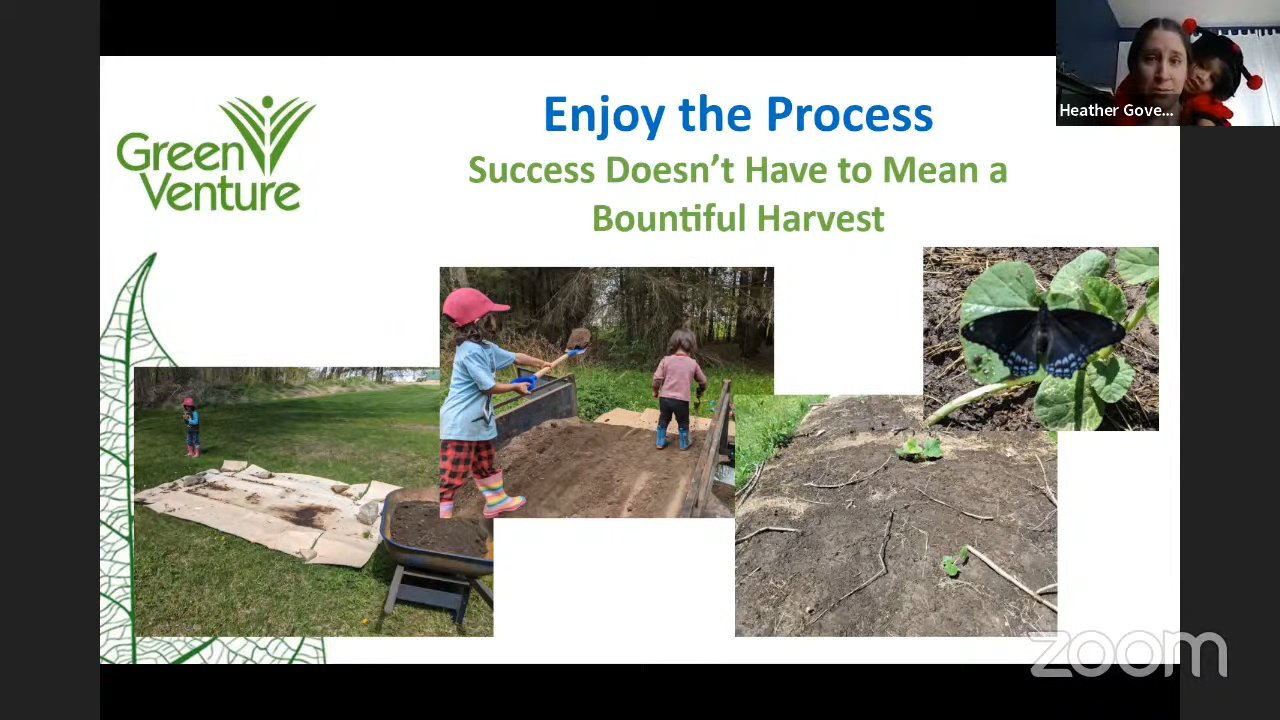 Green
Venture
Enjoy the Process
Success Doesn't Have to Mean a
Bountiful Harvest
Heather Gove...
zoom